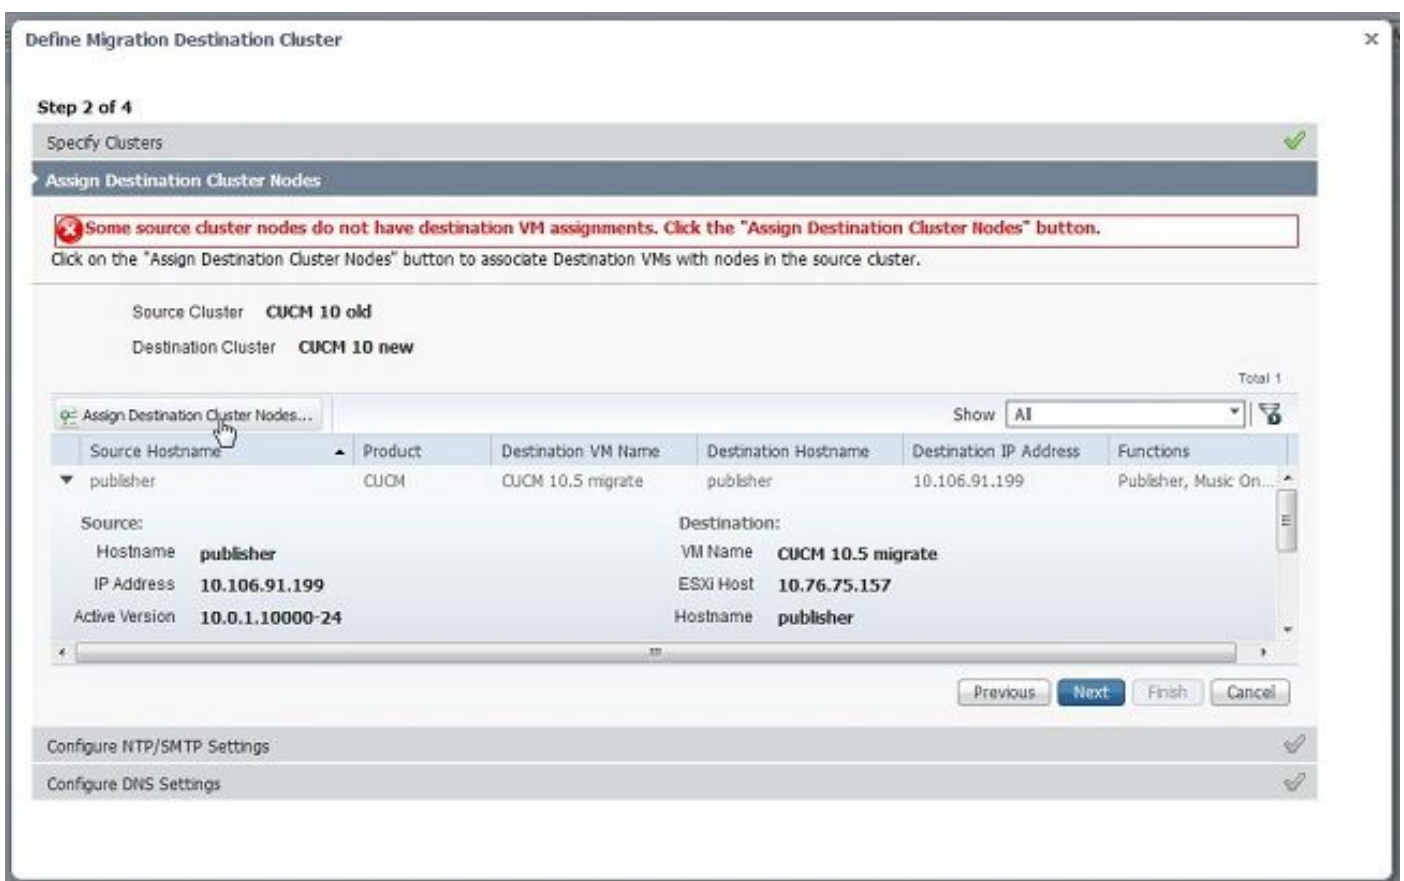 Define Migration Destination Cluster
Step 2 of 4
Specify Clusters
Assign Destination Cluster Nodes
Some source cluster nodes do not have destination VM assignments. Click the "Assign Destination Cluster Nodes" button.
Click on the "Assign Destination Cluster Nodes" button to associate Destination VMs with nodes in the source cluster.
Source Cluster CUCM 10 old
Destination Cluster CUCM 10 new
Total 1
Assign Destination Cluster Nodes... Show All
Source Hostname Product Destination VM Name Destination Hostname Destination IP Address Functions
publisher CUCM CUCM 10.5 migrate publisher 10.106.91.199 Publisher, Music On...
Source: Destination:
Hostname publisher VM Name CUCM 10.5 migrate
IP Address 10.106.91.199 ESXi Host 10.76.75.157
Active Version 10.0.1.10000-24 Hostname publisher
Previous Next Finish Cancel
Configure NTP/SMTP Settings
Configure DNS Settings